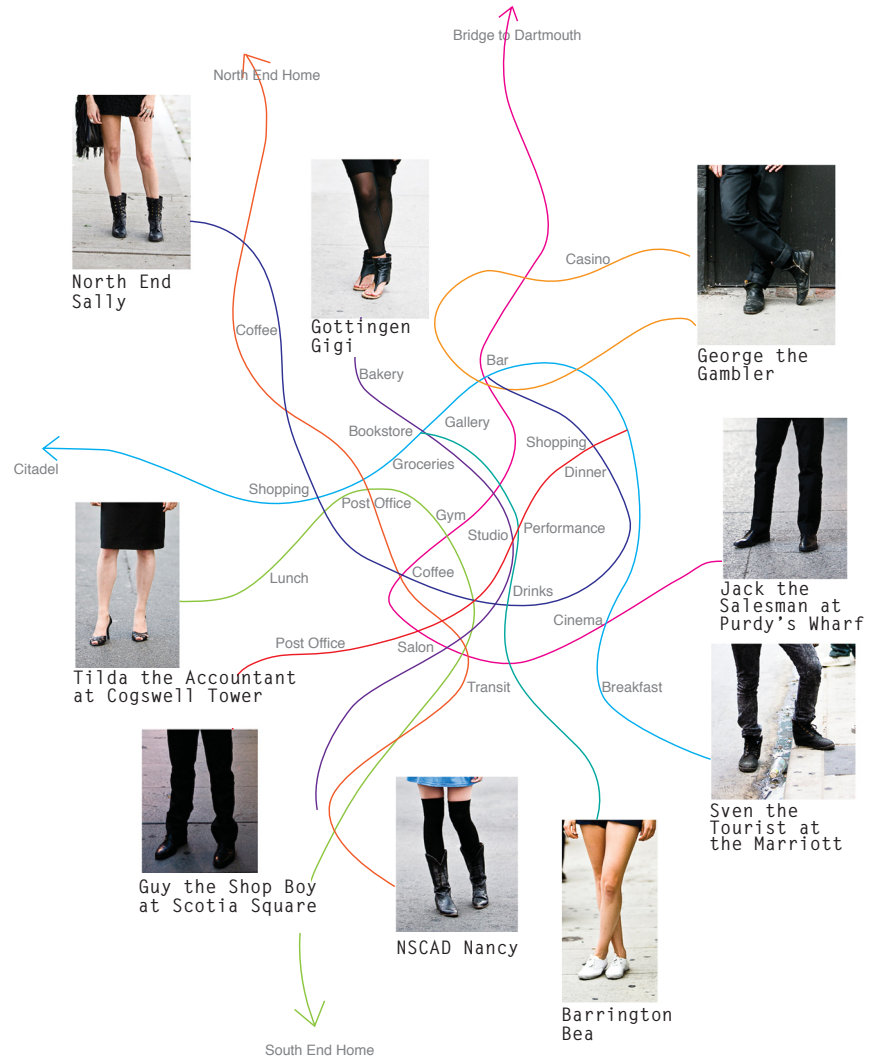 Bridge to Dartmouth
North End Home
Casino
North End
Sally
Gottingen
Gigi
Coffee
George the
Gambler
Bar
Bakery
Gallery
Bookstore
Shopping
Citadel
Groceries
Dinner
Shopping
Post Office
Gym
Studio
Performance
Lunch
Coffee
Drinks
Jack the
Salesman at
Purdy's Wharf
Cinema
Post Office
Salon
Tilda the Accountant
at Cogswell Tower
Transit
Breakfast
Sven the
Tourist at
the Marriott
Guy the Shop Boy
at Scotia Square
NSCAD Nancy
Barrington
Bea
South End Home